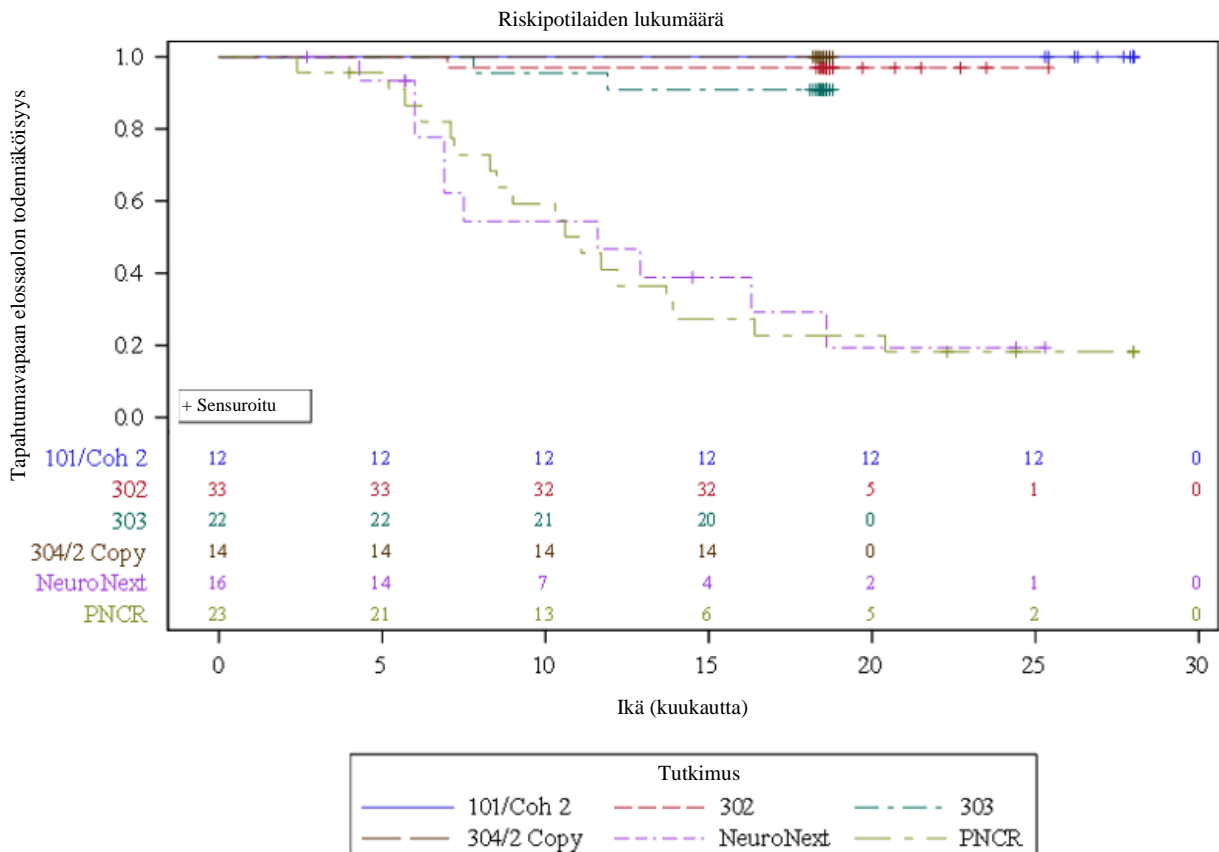 Riskipotilaiden lukumäärä
Tapahtumavapaan elossaolon todennäköisyys
1.0
0.8
0.6
0.4
0.2
0.0
+ Sensuroitu
101/Coh 2 12 12 12 12 12 12 0
302 33 33 32 32 5 1 0
303 22 22 21 20 0
304/2 Copy 14 14 14 14 0
NeuroNext 16 14 7 4 2 1 0
PNCR 23 21 13 6 5 2 0
0 5 10 15 20 25 30
Ikä (kuukautta)
Tutkimus
101/Coh 2 302 303
304/2 Copy NeuroNext PNCR